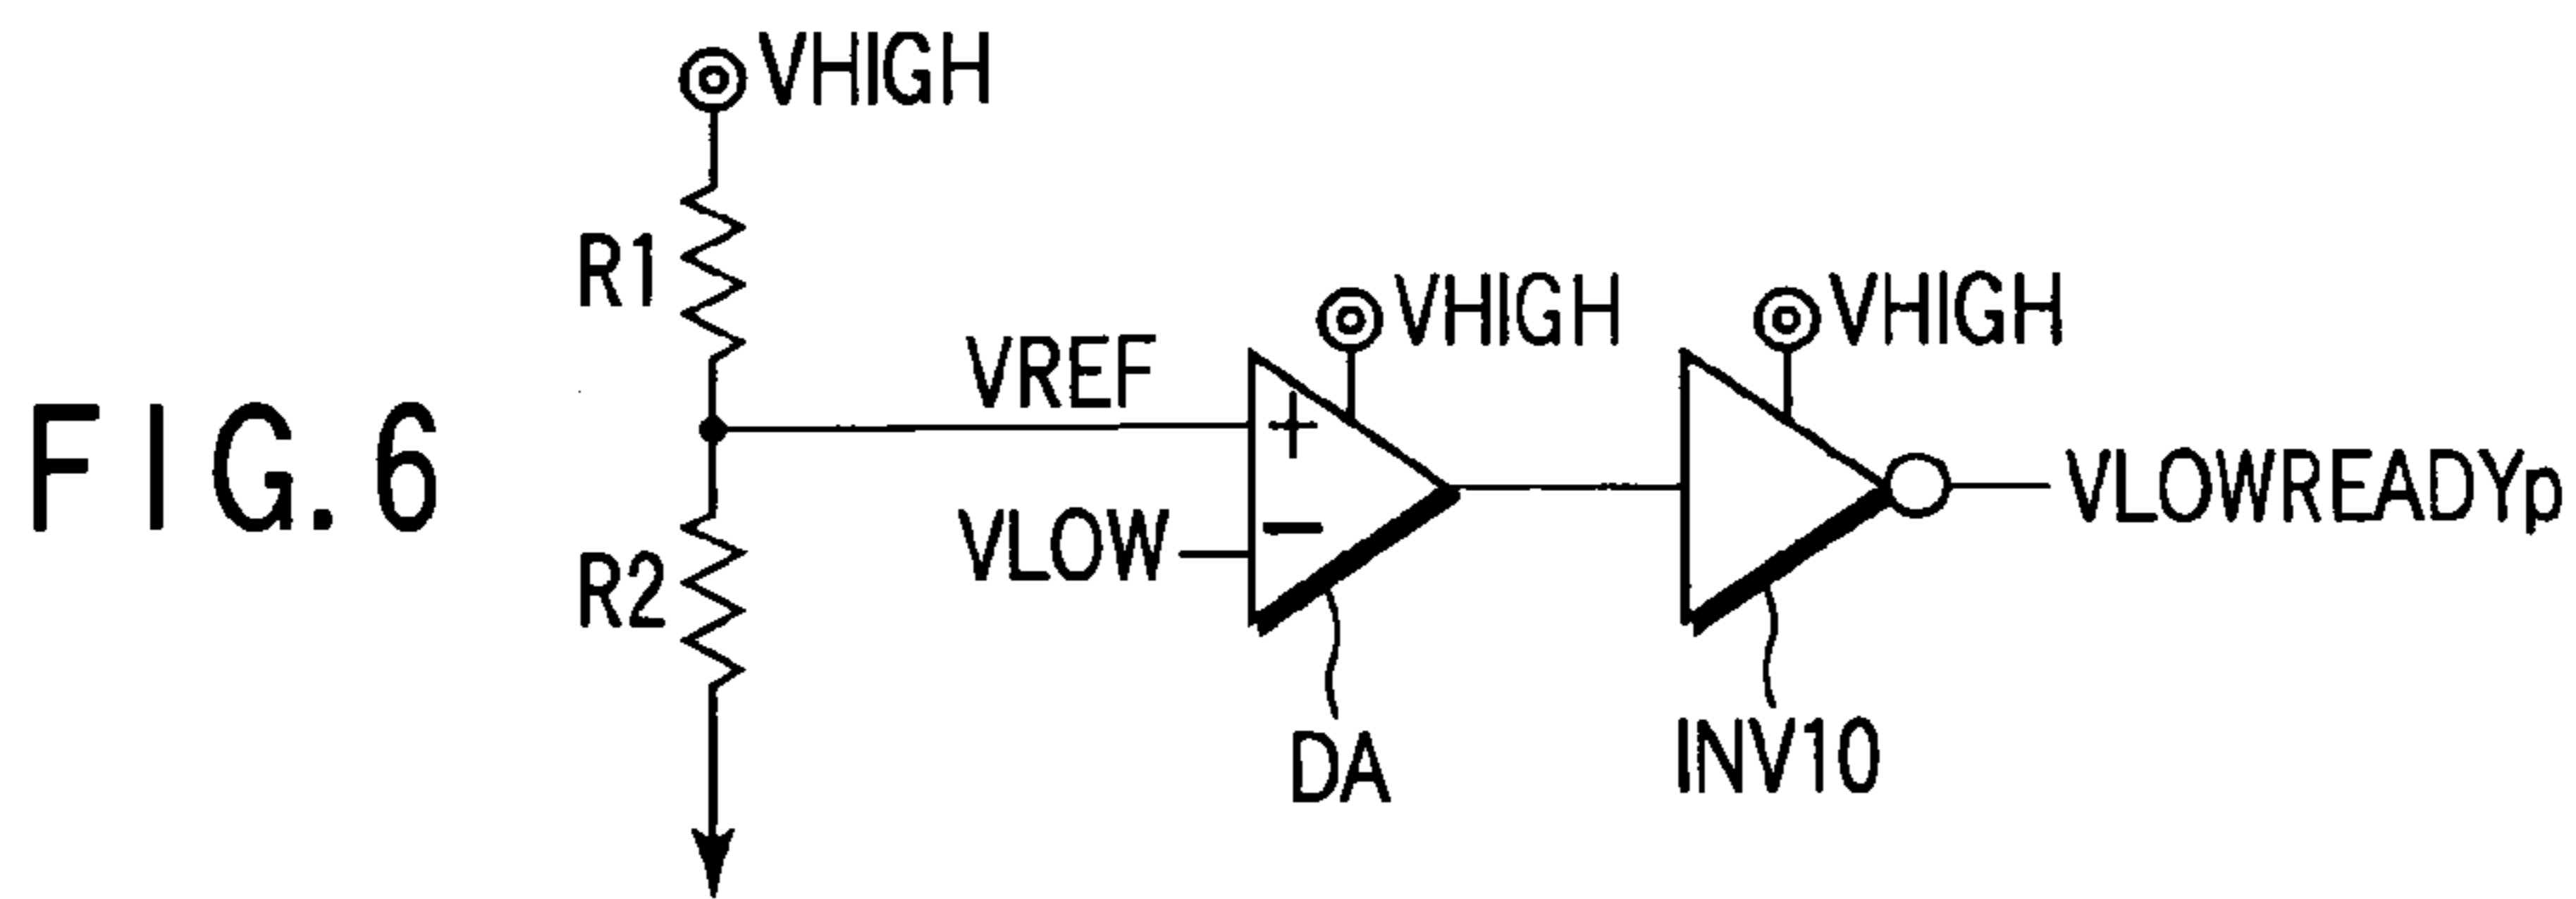 VHIGH
R1
VHIGH
VHIGH
VREF
+
FIG. 6
VLOWREADYp
VLOW
−
R2
DA
INV10